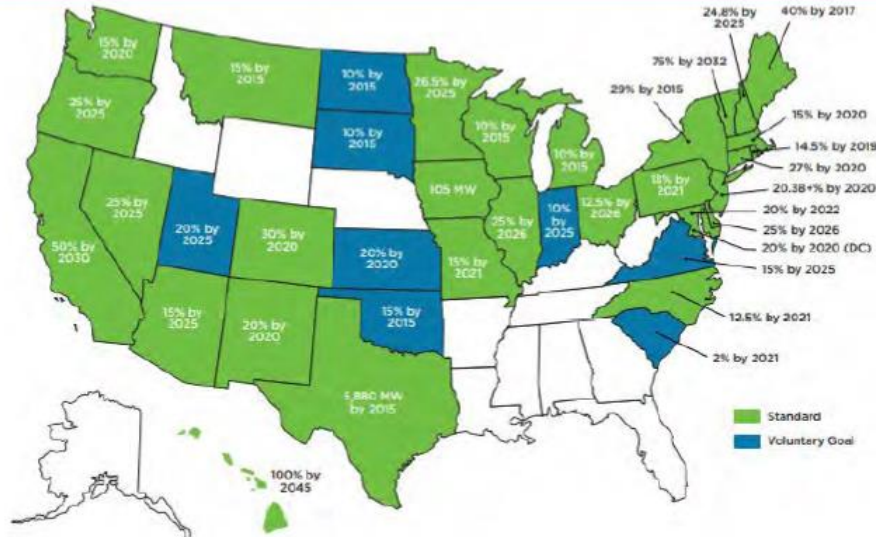 15% by
2020
15% by
2015
10% by
2015
26.5% by
2025
24.8% by
2025
40% by 2017
75% by 2032
29% by 2015
25% by
2025
10% by
2015
10% by
2015
10% by
2015
15% by 2020
14.5% by 2019
27% by 2020
20.38+% by 2020
20% by 2022
25% by 2026
20% by 2020 (DC)
15% by 2025
18% by
2021
105 MW
12.5% by
2026
10%
by
2025
25% by
2026
25% by
2025
50% by
2030
20% by
2025
30% by
2020
20% by
2020
15% by
2021
15% by
2025
20% by
2020
15% by
2015
12.5% by 2021
2% by 2021
5,880 MW
by 2015
100% by
2045
Standard
Voluntary Goal